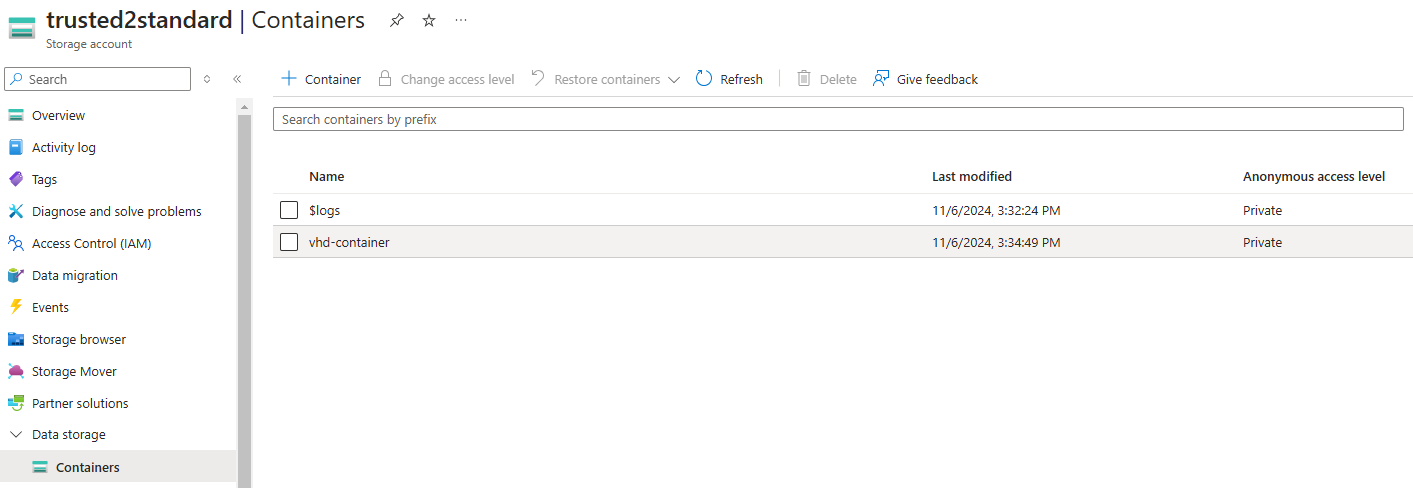 trusted2standard | Containers ...
Storage account
Search
+ Container Change access level Restore containers Refresh Delete Give feedback
Search containers by prefix
Overview
Activity log
Tags
Diagnose and solve problems
Access Control (IAM)
Data migration
Events
Storage browser
Storage Mover
Partner solutions
Data storage
Containers
Name Last modified Anonymous access level
$logs 11/6/2024, 3:32:24 PM Private
vhd-container 11/6/2024, 3:34:49 PM Private